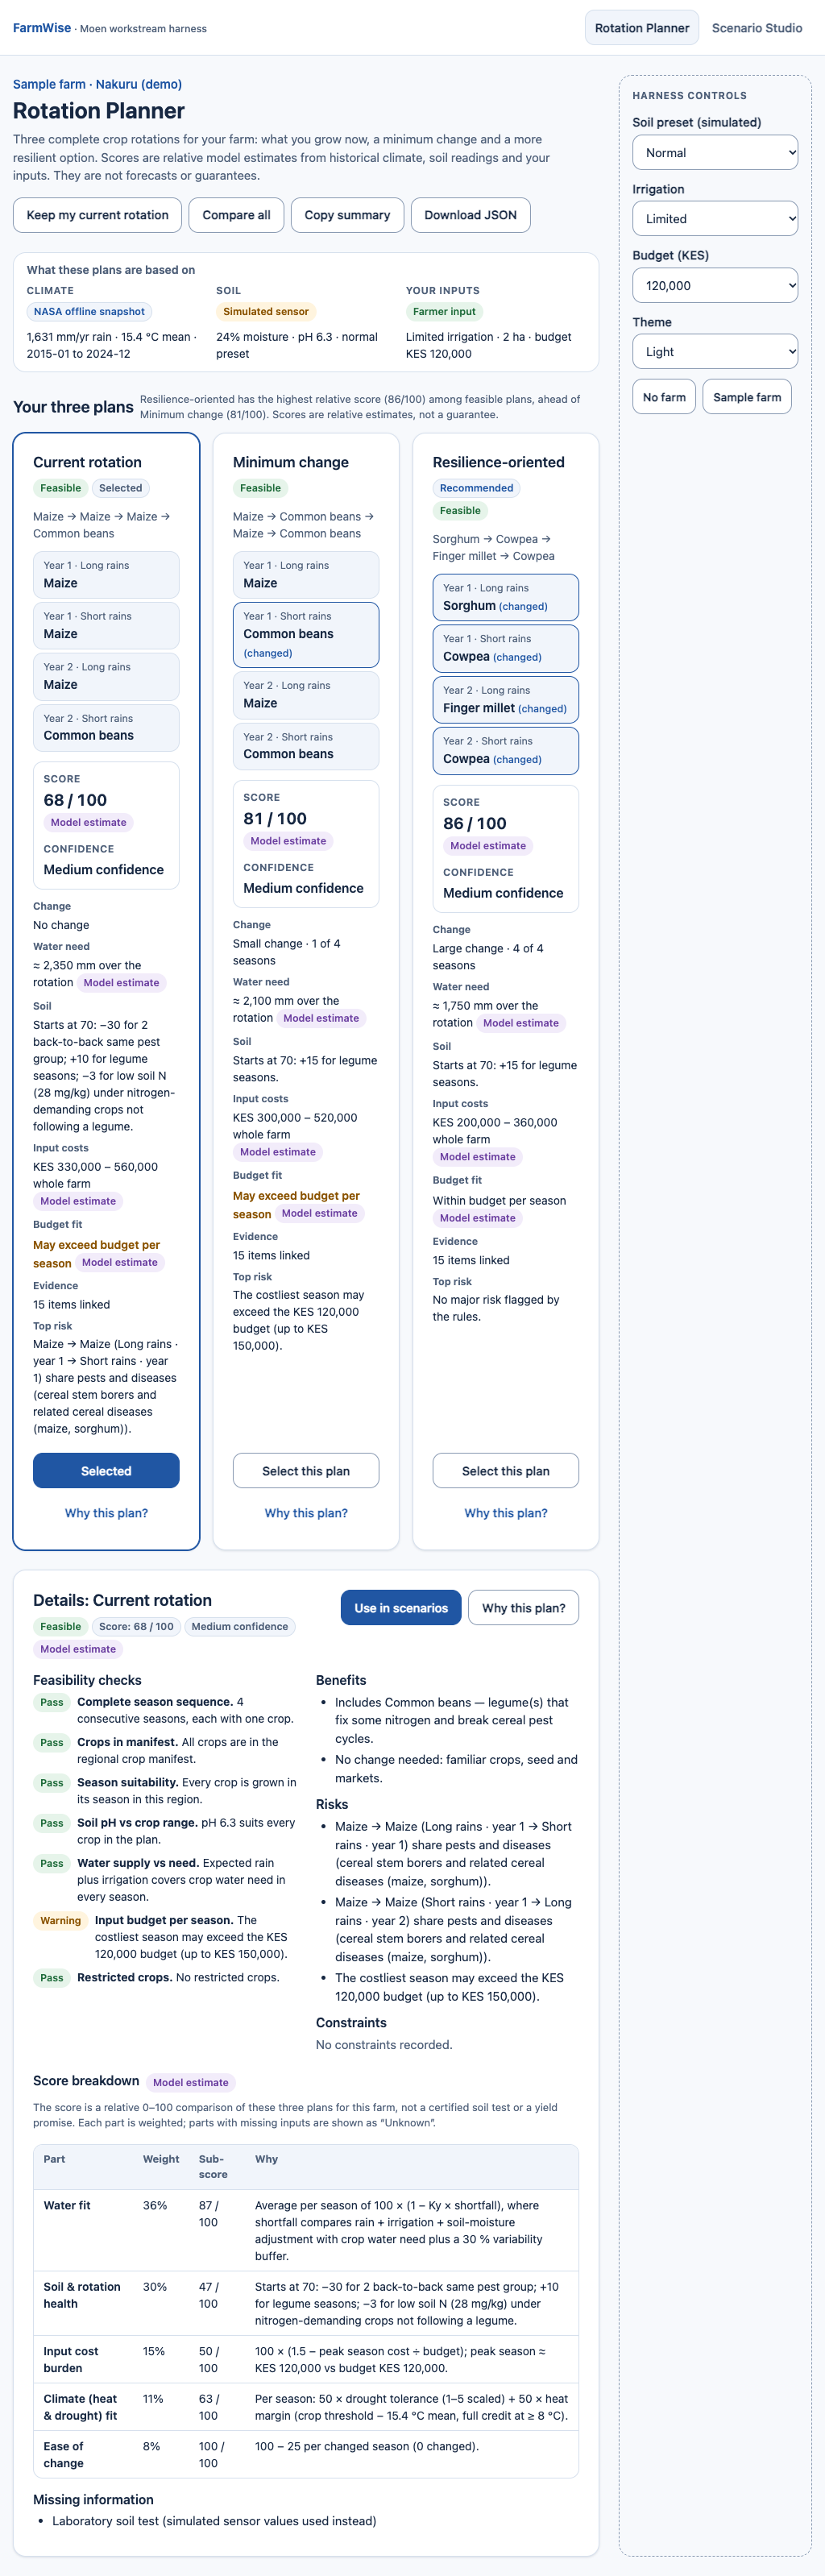 FarmWise · Moen workstream harness
Rotation Planner
Scenario Studio
Sample farm · Nakuru (demo)
Rotation Planner
Three complete crop rotations for your farm: what you grow now, a minimum change and a more
resilient option. Scores are relative model estimates from historical climate, soil readings and your
inputs. They are not forecasts or guarantees.
Keep my current rotation
Compare all
Copy summary
Download JSON
What these plans are based on
CLIMATE
NASA offline snapshot
1,631 mm/yr rain · 15.4 °C mean ·
2015-01 to 2024-12
SOIL
Simulated sensor
24% moisture · pH 6.3 · normal
preset
YOUR INPUTS
Farmer input
Limited irrigation · 2 ha · budget
KES 120,000
Your three plans
Resilience-oriented has the highest relative score (86/100) among feasible plans, ahead of
Minimum change (81/100). Scores are relative estimates, not a guarantee.
Current rotation
Feasible
Selected
Maize → Maize → Maize →
Common beans
Year 1 · Long rains
Maize
Year 1 · Short rains
Maize
Year 2 · Long rains
Maize
Year 2 · Short rains
Common beans
SCORE
68 / 100
Model estimate
CONFIDENCE
Medium confidence
Change
No change
Water need
≈ 2,350 mm over the
rotation Model estimate
Soil
Starts at 70: −30 for 2
back-to-back same pest
group; +10 for legume
seasons; −3 for low soil N
(28 mg/kg) under nitrogen-
demanding crops not
following a legume.
Input costs
KES 330,000 – 560,000
whole farm
Model estimate
Budget fit
May exceed budget per
season Model estimate
Evidence
15 items linked
Top risk
Maize → Maize (Long rains ·
year 1 → Short rains · year
1) share pests and diseases
(cereal stem borers and
related cereal diseases
(maize, sorghum)).
Selected
Why this plan?
Minimum change
Feasible
Maize → Common beans →
Maize → Common beans
Year 1 · Long rains
Maize
Year 1 · Short rains
Common beans
(changed)
Year 2 · Long rains
Maize
Year 2 · Short rains
Common beans
SCORE
81 / 100
Model estimate
CONFIDENCE
Medium confidence
Change
Small change · 1 of 4
seasons
Water need
≈ 2,100 mm over the
rotation Model estimate
Soil
Starts at 70: +15 for legume
seasons.
Input costs
KES 300,000 – 520,000
whole farm
Model estimate
Budget fit
May exceed budget per
season Model estimate
Evidence
15 items linked
Top risk
The costliest season may
exceed the KES 120,000
budget (up to KES
150,000).
Select this plan
Why this plan?
Resilience-oriented
Recommended
Feasible
Sorghum → Cowpea →
Finger millet → Cowpea
Year 1 · Long rains
Sorghum (changed)
Year 1 · Short rains
Cowpea (changed)
Year 2 · Long rains
Finger millet (changed)
Year 2 · Short rains
Cowpea (changed)
SCORE
86 / 100
Model estimate
CONFIDENCE
Medium confidence
Change
Large change · 4 of 4
seasons
Water need
≈ 1,750 mm over the
rotation Model estimate
Soil
Starts at 70: +15 for legume
seasons.
Input costs
KES 200,000 – 360,000
whole farm
Model estimate
Budget fit
Within budget per season
Model estimate
Evidence
15 items linked
Top risk
No major risk flagged by
the rules.
Select this plan
Why this plan?
Details: Current rotation
Feasible
Score: 68 / 100
Medium confidence
Model estimate
Use in scenarios
Why this plan?
Feasibility checks
Pass Complete season sequence. 4
consecutive seasons, each with one crop.
Pass Crops in manifest. All crops are in the
regional crop manifest.
Pass Season suitability. Every crop is grown in
its season in this region.
Pass Soil pH vs crop range. pH 6.3 suits every
crop in the plan.
Pass Water supply vs need. Expected rain
plus irrigation covers crop water need in
every season.
Warning Input budget per season. The
costliest season may exceed the KES
120,000 budget (up to KES 150,000).
Pass Restricted crops. No restricted crops.
Benefits
• Includes Common beans — legume(s) that
fix some nitrogen and break cereal pest
cycles.
• No change needed: familiar crops, seed and
markets.
Risks
• Maize → Maize (Long rains · year 1 → Short
rains · year 1) share pests and diseases
(cereal stem borers and related cereal
diseases (maize, sorghum)).
• Maize → Maize (Short rains · year 1 → Long
rains · year 2) share pests and diseases
(cereal stem borers and related cereal
diseases (maize, sorghum)).
• The costliest season may exceed the KES
120,000 budget (up to KES 150,000).
Constraints
No constraints recorded.
Score breakdown Model estimate
The score is a relative 0–100 comparison of these three plans for this farm, not a certified soil test or a yield
promise. Each part is weighted; parts with missing inputs are shown as “Unknown”.
Part
Weight
Sub-
score
Why
Water fit
36%
87 /
100
Average per season of 100 × (1 − Ky × shortfall), where
shortfall compares rain + irrigation + soil-moisture
adjustment with crop water need plus a 30 % variability
buffer.
Soil & rotation
health
30%
47 /
100
Starts at 70: −30 for 2 back-to-back same pest group; +10
for legume seasons; −3 for low soil N (28 mg/kg) under
nitrogen-demanding crops not following a legume.
Input cost
burden
15%
50 /
100
100 × (1.5 − peak season cost ÷ budget); peak season ≈
KES 120,000 vs budget KES 120,000.
Climate (heat
& drought) fit
11%
63 /
100
Per season: 50 × drought tolerance (1–5 scaled) + 50 × heat
margin (crop threshold − 15.4 °C mean, full credit at ≥ 8 °C).
Ease of
change
8%
100 /
100
100 − 25 per changed season (0 changed).
Missing information
• Laboratory soil test (simulated sensor values used instead)
HARNESS CONTROLS
Soil preset (simulated)
Normal
Irrigation
Limited
Budget (KES)
120,000
Theme
Light
No farm
Sample farm